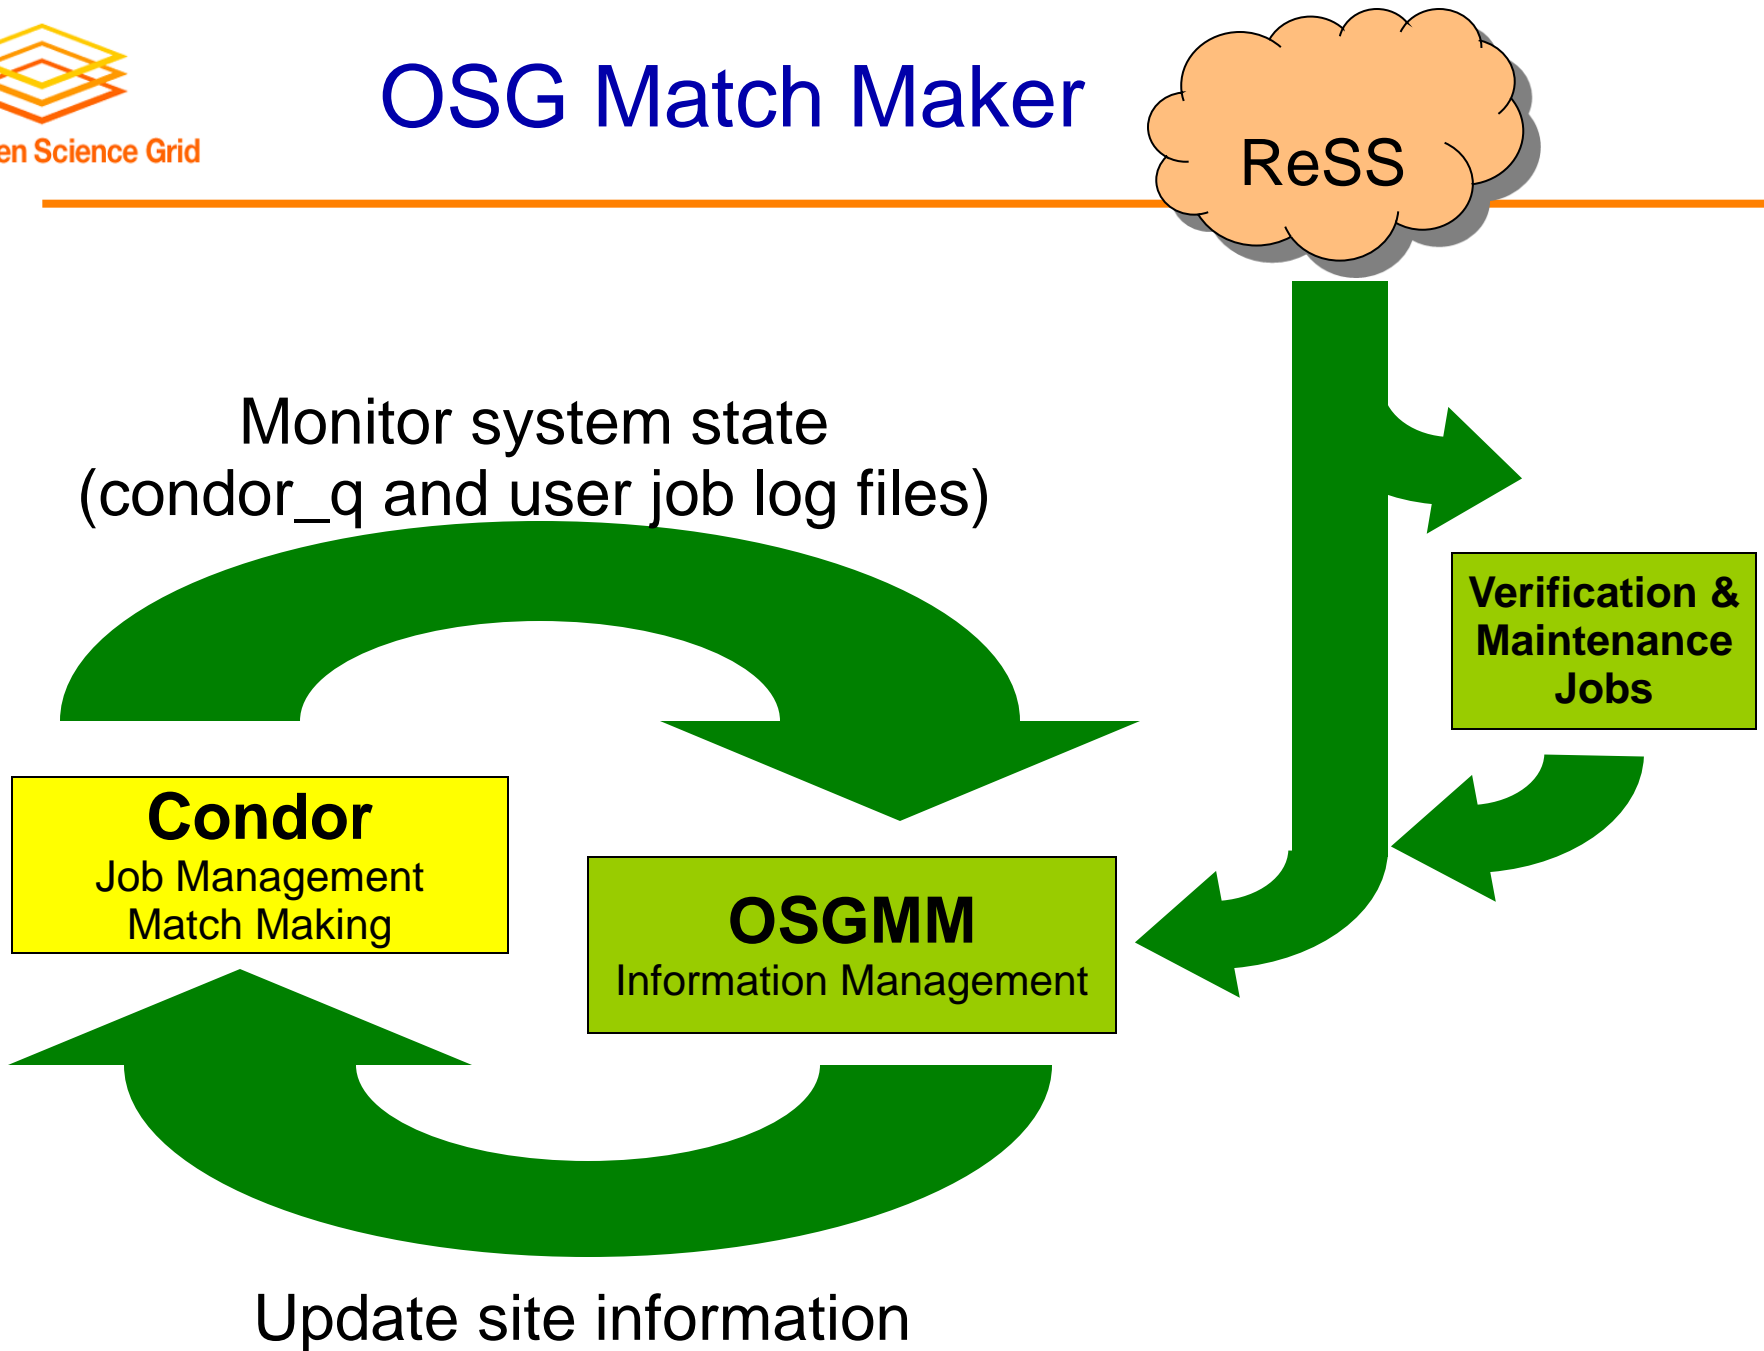 OSG Match Maker
en Science Grid
ReSS
Monitor system state
(condor_q and user job log files)
Verification &
Maintenance
Jobs
Condor
Job Management
Match Making
OSGMM
Information Management
Update site information